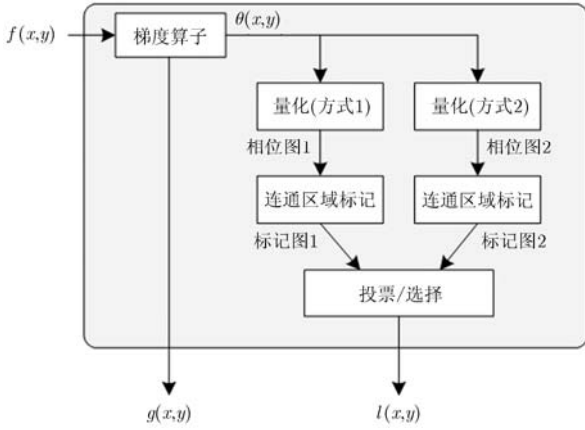 θ(x,y)
f(x,y)
梯度算子
量化(方式1)
量化(方式2)
相位图1
相位图2
连通区域标记
连通区域标记
标记图1
标记图2
投票/选择
g(x,y)
l(x,y)